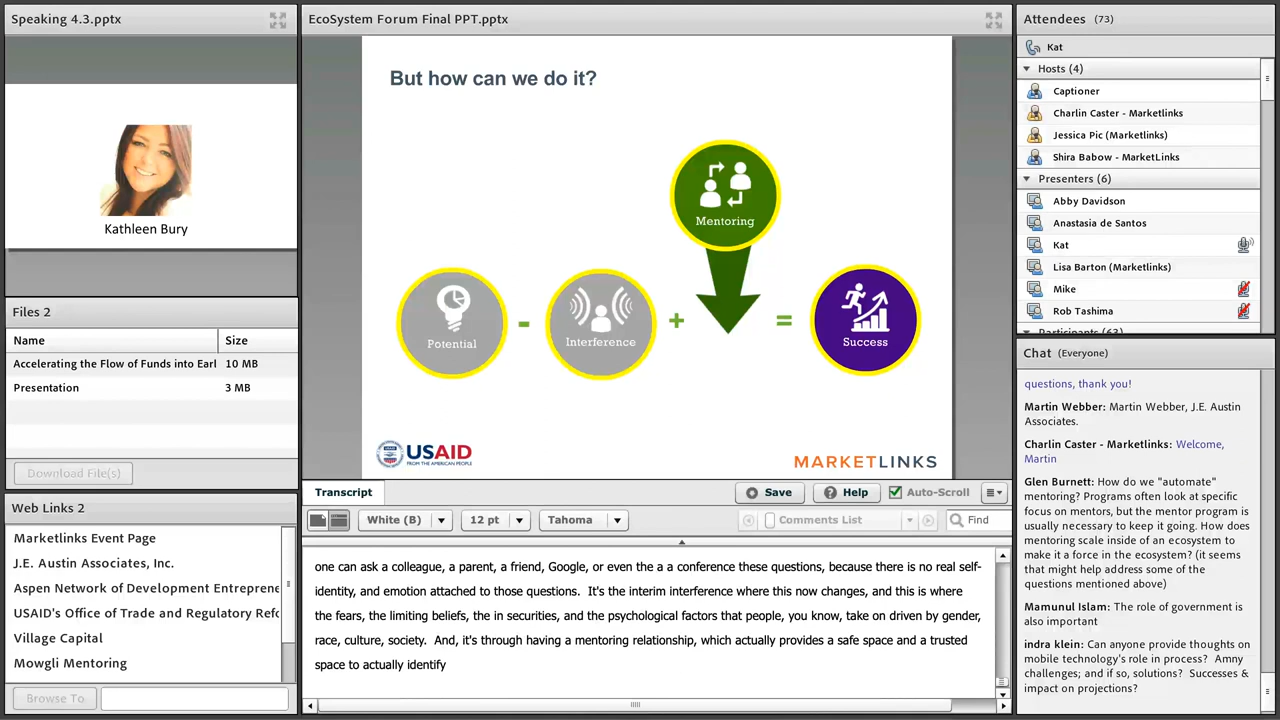 Speaking 4.3.pptx
Kathleen Bury
Files 2
Name Size
Accelerating the Flow of Funds into Earl 10 MB
Presentation 3 MB
Download File(s)
Web Links 2
Marketlinks Event Page
J.E. Austin Associates, Inc.
Aspen Network of Development Entreprene
USAID's Office of Trade and Regulatory Refo
Village Capital
Mowgli Mentoring
Browse To
EcoSystem Forum Final PPT.pptx
But how can we do it?
Mentoring
Potential - Interference + = Success
USAID
FROM THE AMERICAN PEOPLE
MARKETLINKS
Transcript Save Help Auto-Scroll
White (B) 12 pt Tahoma Comments List Find
one can ask a colleague, a parent, a friend, Google, or even the a a conference these questions, because there is no real self-
identity, and emotion attached to those questions. It's the interim interference where this now changes, and this is where
the fears, the limiting beliefs, the in securities, and the psychological factors that people, you know, take on driven by gender,
race, culture, society. And, it's through having a mentoring relationship, which actually provides a safe space and a trusted
space to actually identify
Attendees (73)
Kat
Hosts (4)
Captioner
Charlin Caster - Marketlinks
Jessica Pic (Marketlinks)
Shira Babow - MarketLinks
Presenters (6)
Abby Davidson
Anastasia de Santos
Kat
Lisa Barton (Marketlinks)
Mike
Rob Tashima
Participants (63)
Chat (Everyone)
questions, thank you!
Martin Webber: Martin Webber, J.E. Austin
Associates.
Charlin Caster - Marketlinks: Welcome,
Martin
Glen Burnett: How do we "automate"
mentoring? Programs often look at specific
focus on mentors, but the mentor program is
usually necessary to keep it going. How does
mentoring scale inside of an ecosystem to
make it a force in the ecosystem? (it seems
that might help address some of the
questions mentioned above)
Mamunul Islam: The role of government is
also important
indra klein: Can anyone provide thoughts on
mobile technology's role in process? Amny
challenges; and if so, solutions? Successes &
impact on projections?